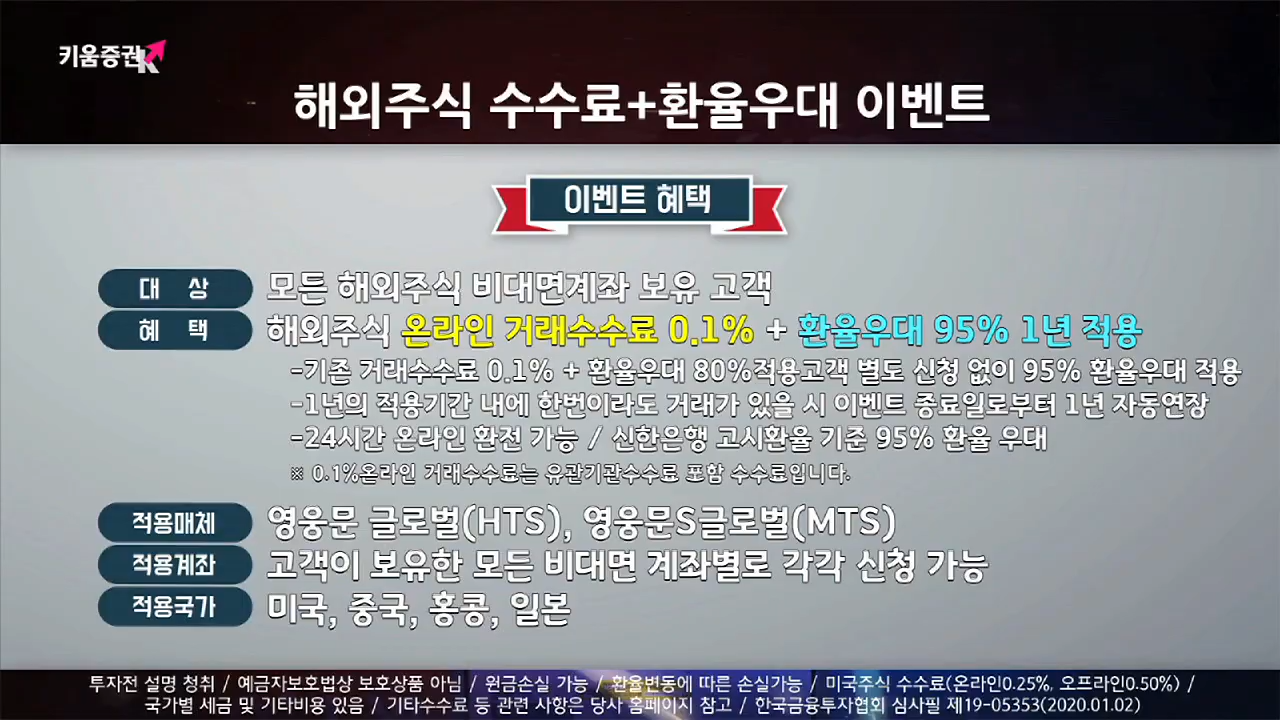 키움증권
해외주식 수수료+환율우대 이벤트
이벤트 혜택
대 상 모든 해외주식 비대면계좌 보유 고객
혜 택 해외주식 온라인 거래수수료 0.1% + 환율우대 95% 1년 적용
-기존 거래수수료 0.1% + 환율우대 80%적용고객 별도 신청 없이 95% 환율우대 적용
-1년의 적용기간 내에 한번이라도 거래가 있을 시 이벤트 종료일로부터 1년 자동연장
-24시간 온라인 환전 가능 / 신한은행 고시환율 기준 95% 환율 우대
※ 0.1%온라인 거래수수료는 유관기관수수료 포함 수수료입니다.
적용매체 영웅문 글로벌(HTS), 영웅문S글로벌(MTS)
적용계좌 고객이 보유한 모든 비대면 계좌별로 각각 신청 가능
적용국가 미국, 중국, 홍콩, 일본
투자전 설명 청취 / 예금자보호법상 보호상품 아님 / 원금손실 가능 / 환율변동에 따른 손실가능 / 미국주식 수수료(온라인0.25%, 오프라인0.50%) /
국가별 세금 및 기타비용 있음 / 기타수수료 등 관련 사항은 당사 홈페이지 참고 / 한국금융투자협회 심사필 제19-05353(2020.01.02)